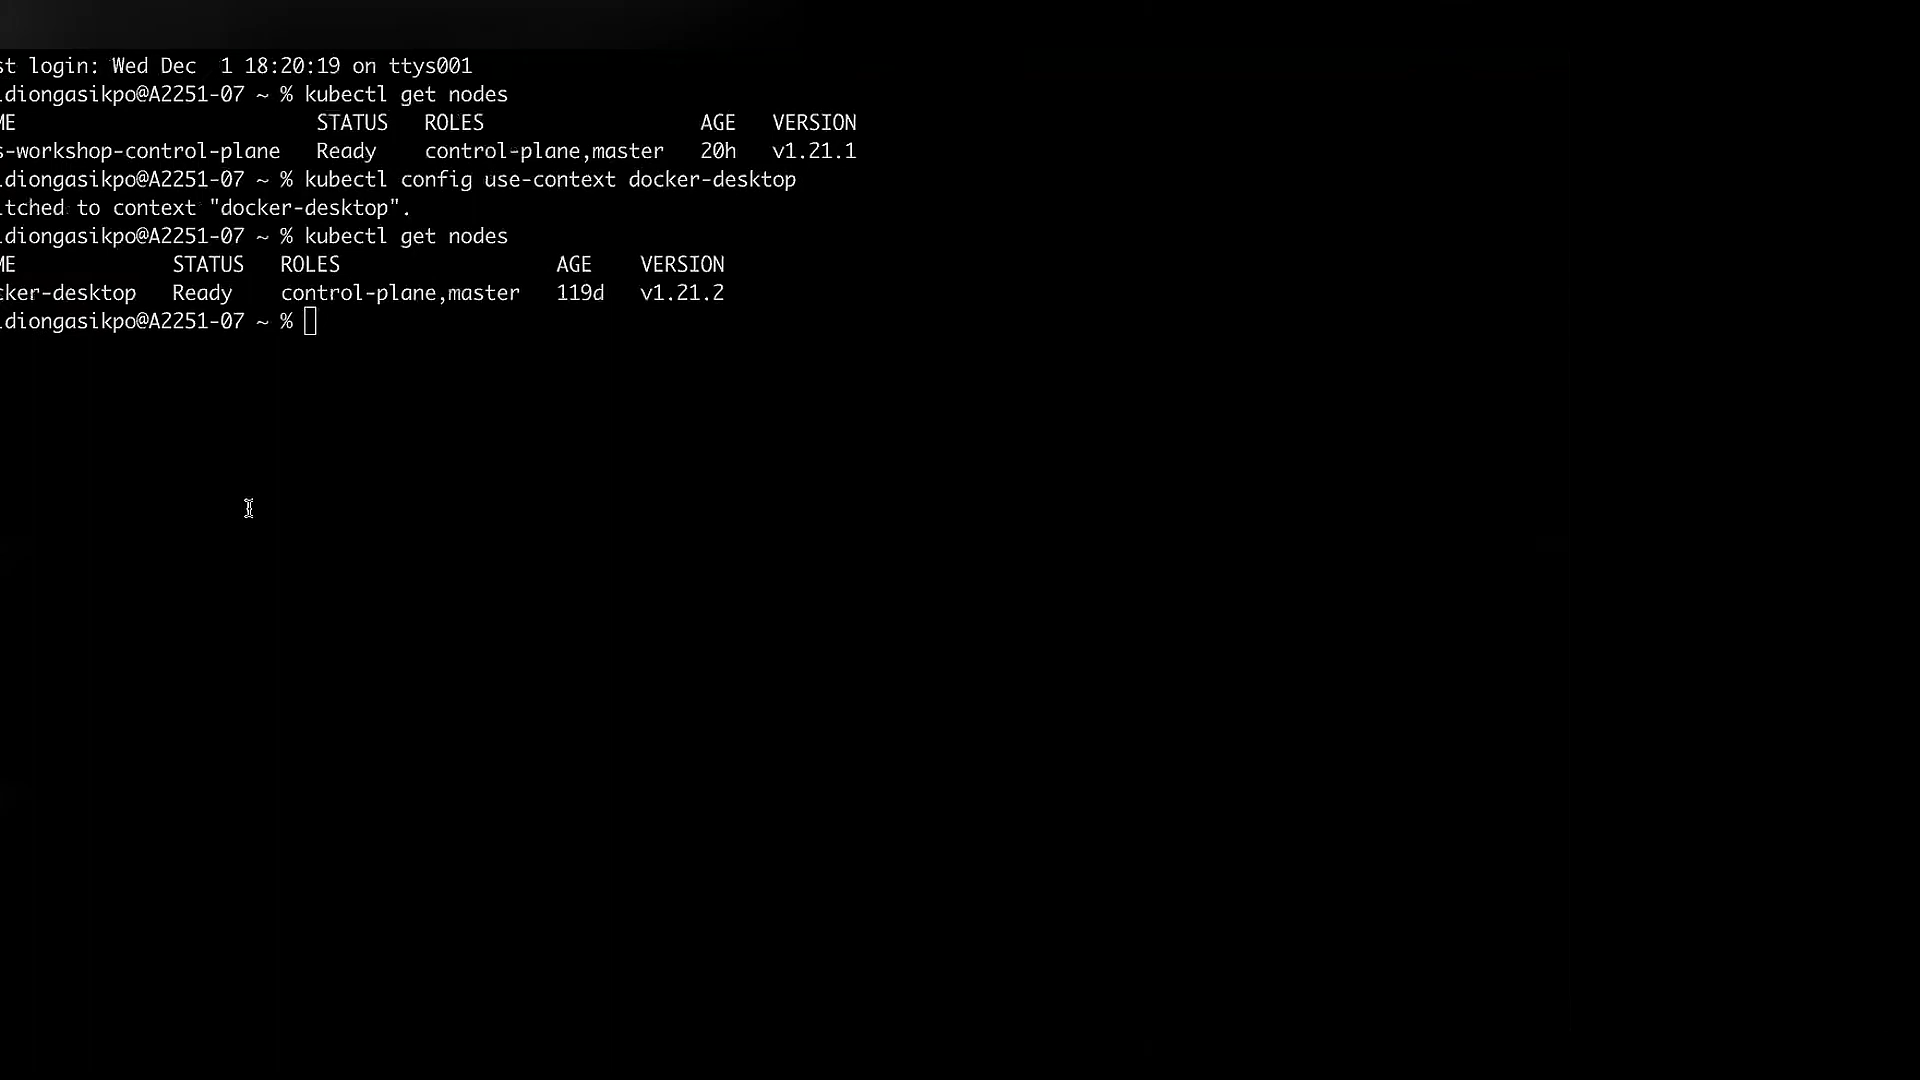 st login: Wed Dec  1 18:20:19 on ttys001
.diongasikpo@A2251-07 ~ % kubectl get nodes
ME                         STATUS   ROLES                  AGE   VERSION
s-workshop-control-plane   Ready    control-plane,master   20h   v1.21.1
.diongasikpo@A2251-07 ~ % kubectl config use-context docker-desktop
itched to context "docker-desktop".
.diongasikpo@A2251-07 ~ % kubectl get nodes
ME             STATUS   ROLES                  AGE    VERSION
cker-desktop   Ready    control-plane,master   119d   v1.21.2
.diongasikpo@A2251-07 ~ %